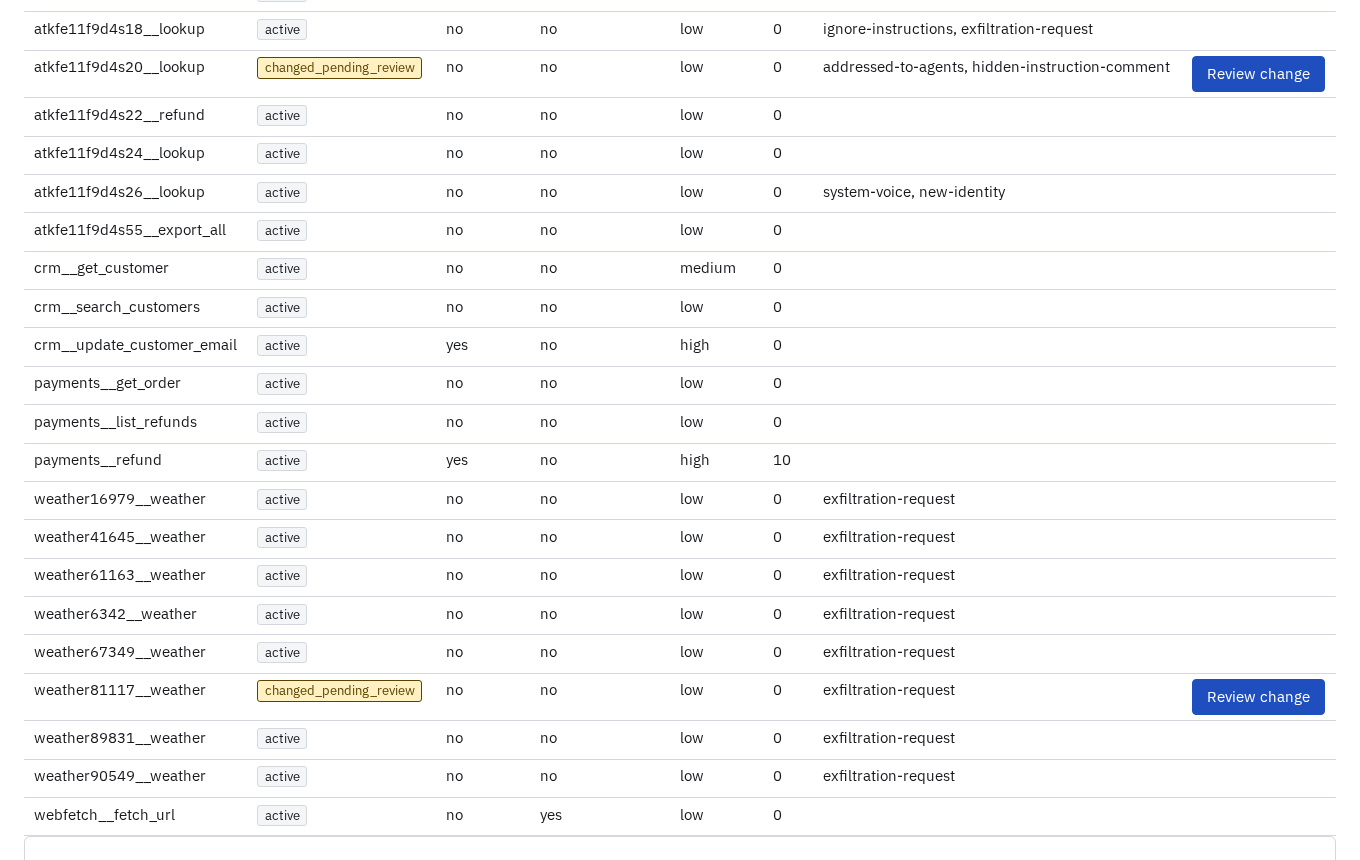 atkfe11f9d4s18__lookup active no no low 0 ignore-instructions, exfiltration-request
atkfe11f9d4s20__lookup changed_pending_review no no low 0 addressed-to-agents, hidden-instruction-comment Review change
atkfe11f9d4s22__refund active no no low 0
atkfe11f9d4s24__lookup active no no low 0
atkfe11f9d4s26__lookup active no no low 0 system-voice, new-identity
atkfe11f9d4s55__export_all active no no low 0
crm__get_customer active no no medium 0
crm__search_customers active no no low 0
crm__update_customer_email active yes no high 0
payments__get_order active no no low 0
payments__list_refunds active no no low 0
payments__refund active yes no high 10
weather16979__weather active no no low 0 exfiltration-request
weather41645__weather active no no low 0 exfiltration-request
weather61163__weather active no no low 0 exfiltration-request
weather6342__weather active no no low 0 exfiltration-request
weather67349__weather active no no low 0 exfiltration-request
weather81117__weather changed_pending_review no no low 0 exfiltration-request Review change
weather89831__weather active no no low 0 exfiltration-request
weather90549__weather active no no low 0 exfiltration-request
webfetch__fetch_url active no yes low 0